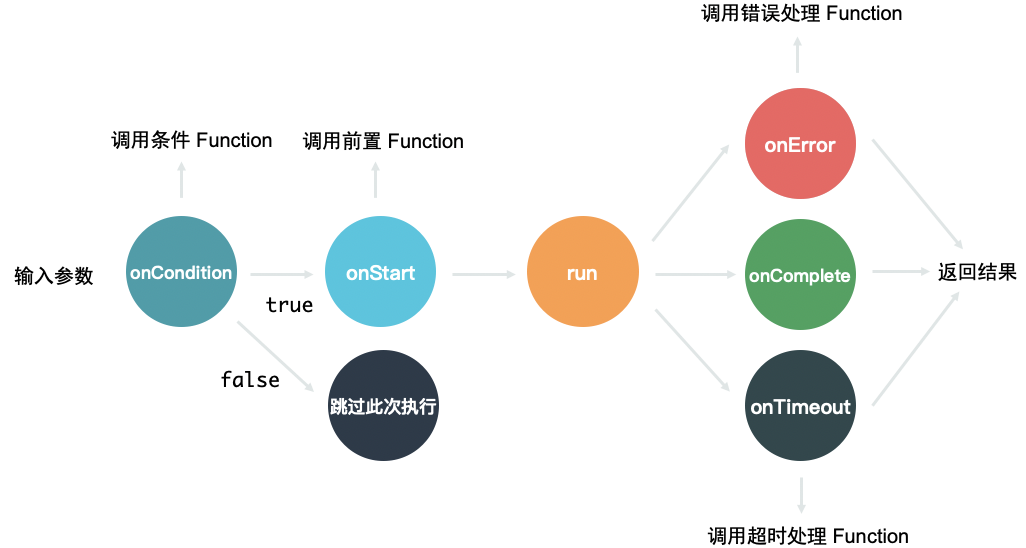 调用错误处理 Function
调用条件 Function
调用前置 Function
onError
输入参数
onCondition
true
onStart
run
onComplete
返回结果
false
跳过此次执行
onTimeout
调用超时处理 Function